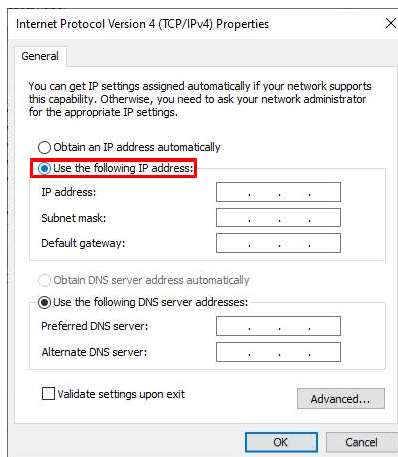 Internet Protocol Version 4 (TCP/IPv4) Properties
General
You can get IP settings assigned automatically if your network supports
this capability. Otherwise, you need to ask your network administrator
for the appropriate IP settings.
Obtain an IP address automatically
Use the following IP address:
IP address:
Subnet mask:
Default gateway:
Obtain DNS server address automatically
Use the following DNS server addresses:
Preferred DNS server:
Alternate DNS server:
Validate settings upon exit
Advanced...
OK Cancel